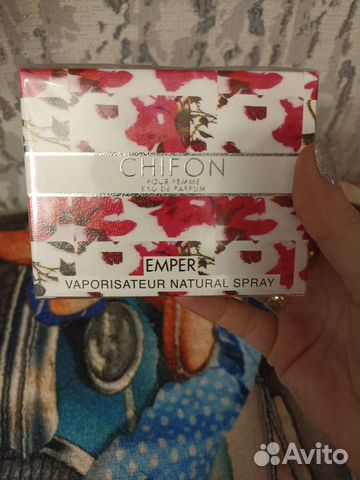 CHIFON
POUR FEMME
EAU DE PARFUM
EMPER
VAPORISATEUR NATURAL SPRAY
Avito